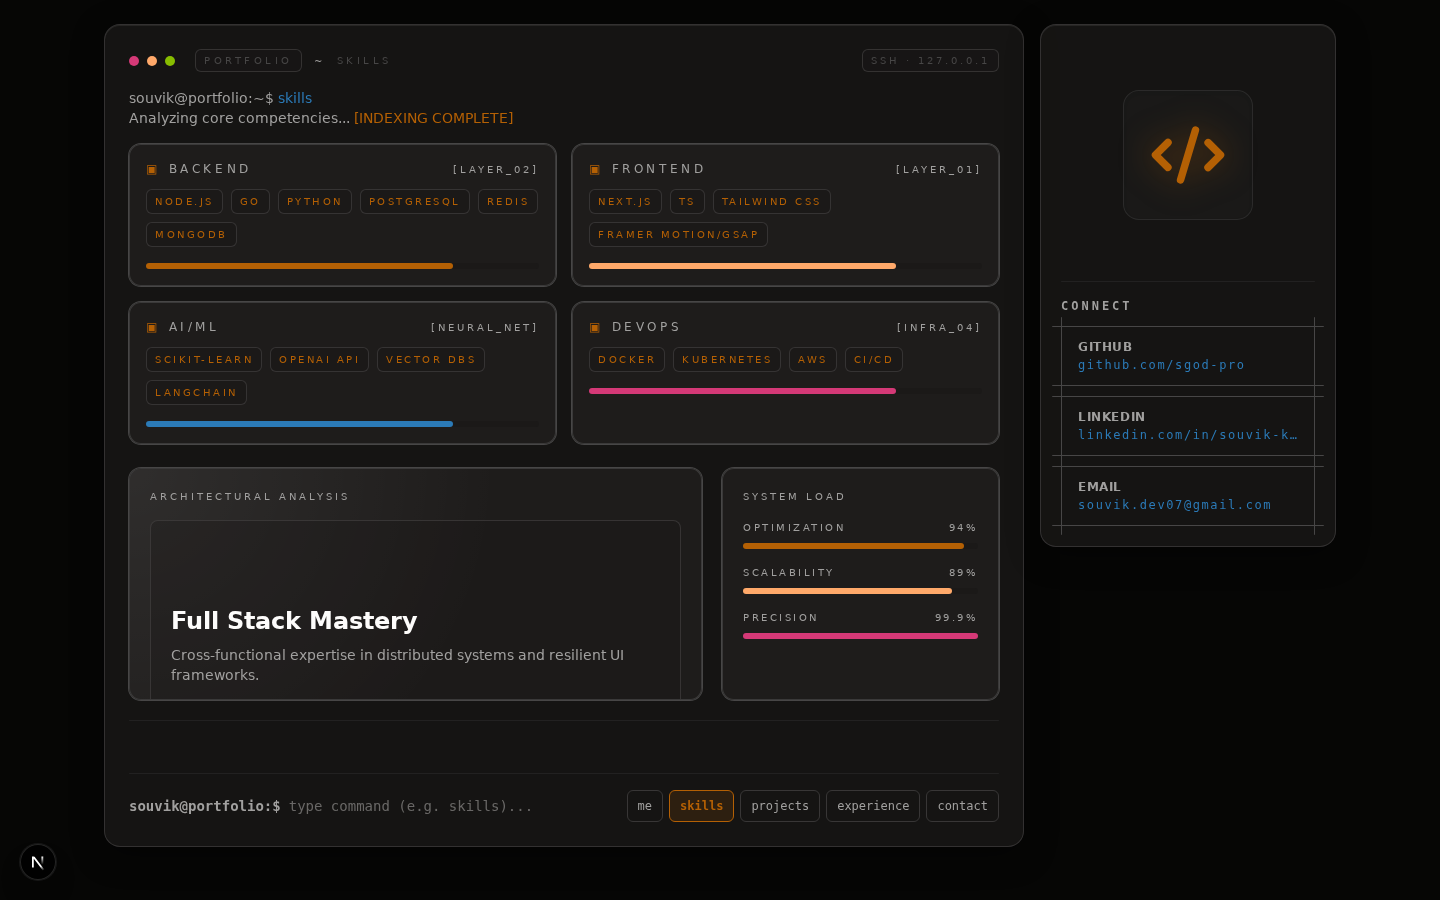 PORTFOLIO ~ SKILLS
SSH · 127.0.0.1
souvik@portfolio:~$ skills
Analyzing core competencies... [INDEXING COMPLETE]
BACKEND [LAYER_02]
NODE.JS GO PYTHON POSTGRESQL REDIS
MONGODB
FRONTEND [LAYER_01]
NEXT.JS TS TAILWIND CSS
FRAMER MOTION/GSAP
AI/ML [NEURAL_NET]
SCIKIT-LEARN OPENAI API VECTOR DBS
LANGCHAIN
DEVOPS [INFRA_04]
DOCKER KUBERNETES AWS CI/CD
ARCHITECTURAL ANALYSIS
Full Stack Mastery
Cross-functional expertise in distributed systems and resilient UI
frameworks.
SYSTEM LOAD
OPTIMIZATION 94%
SCALABILITY 89%
PRECISION 99.9%
souvik@portfolio:$ type command (e.g. skills)...
me skills projects experience contact
</>
CONNECT
GITHUB
github.com/sgod-pro
LINKEDIN
linkedin.com/in/souvik-k…
EMAIL
souvik.dev07@gmail.com
N